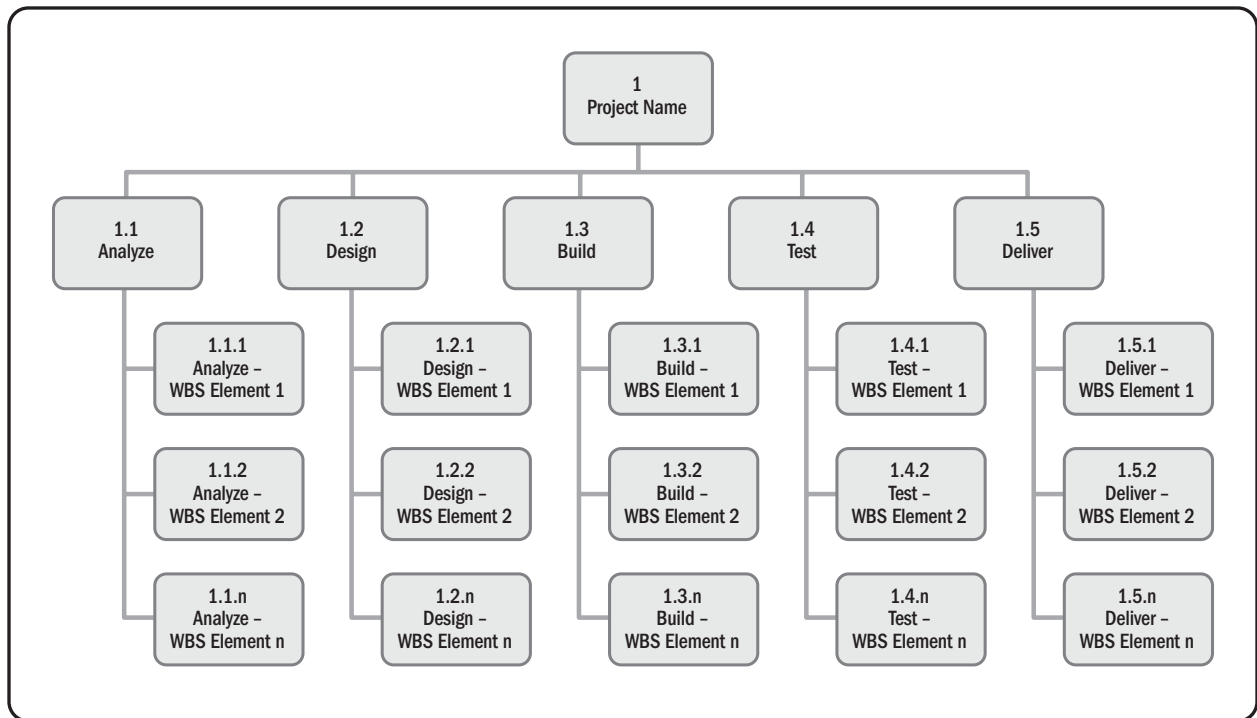 1
Project Name
1.1
Analyze
1.2
Design
1.3
Build
1.4
Test
1.5
Deliver
1.1.1
Analyze –
WBS Element 1
1.2.1
Design –
WBS Element 1
1.3.1
Build –
WBS Element 1
1.4.1
Test –
WBS Element 1
1.5.1
Deliver –
WBS Element 1
1.1.2
Analyze –
WBS Element 2
1.2.2
Design –
WBS Element 2
1.3.2
Build –
WBS Element 2
1.4.2
Test –
WBS Element 2
1.5.2
Deliver –
WBS Element 2
1.1.n
Analyze –
WBS Element n
1.2.n
Design –
WBS Element n
1.3.n
Build –
WBS Element n
1.4.n
Test –
WBS Element n
1.5.n
Deliver –
WBS Element n